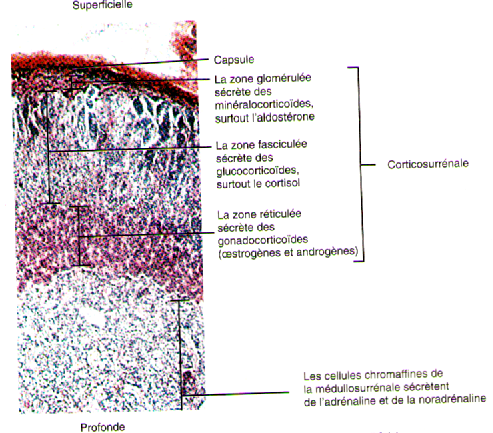 Superficielle
Capsule
La zone glomérulée
sécrète des
minéralocorticoïdes,
surtout l'aldostérone
La zone fasciculée
sécrète des
glucocorticoïdes,
surtout le cortisol
Corticosurrénale
La zone réticulée
sécrète des
gonadocorticoïdes
(œstrogènes et androgènes)
Les cellules chromaffines de
la médullosurrénale sécrètent
de l'adrénaline et de la noradrénaline
Profonde